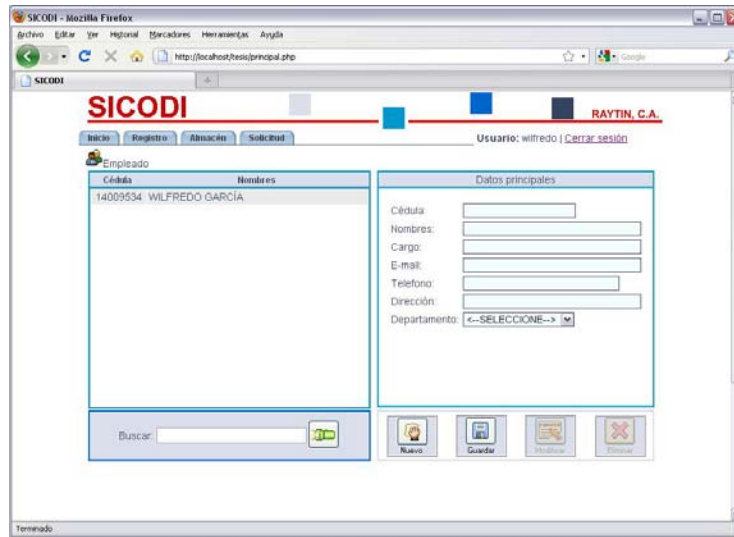 SICODI - Mozilla Firefox
Archivo Editar Ver Historial Marcadores Herramientas Ayuda
http://localhost/tesis/principal.php
Google
SICODI
SICODI
RAYTIN, C.A.
Inicio Registro Almacén Solicitud
Usuario: wilfredo | Cerrar sesión
Empleado
Cédula Nombres
14009534 WILFREDO GARCÍA
Datos principales
Cédula:
Nombres:
Cargo:
E-mail:
Telefono:
Dirección:
Departamento: <--SELECCIONE-->
Buscar:
Nuevo Guardar Modificar Eliminar
Terminado